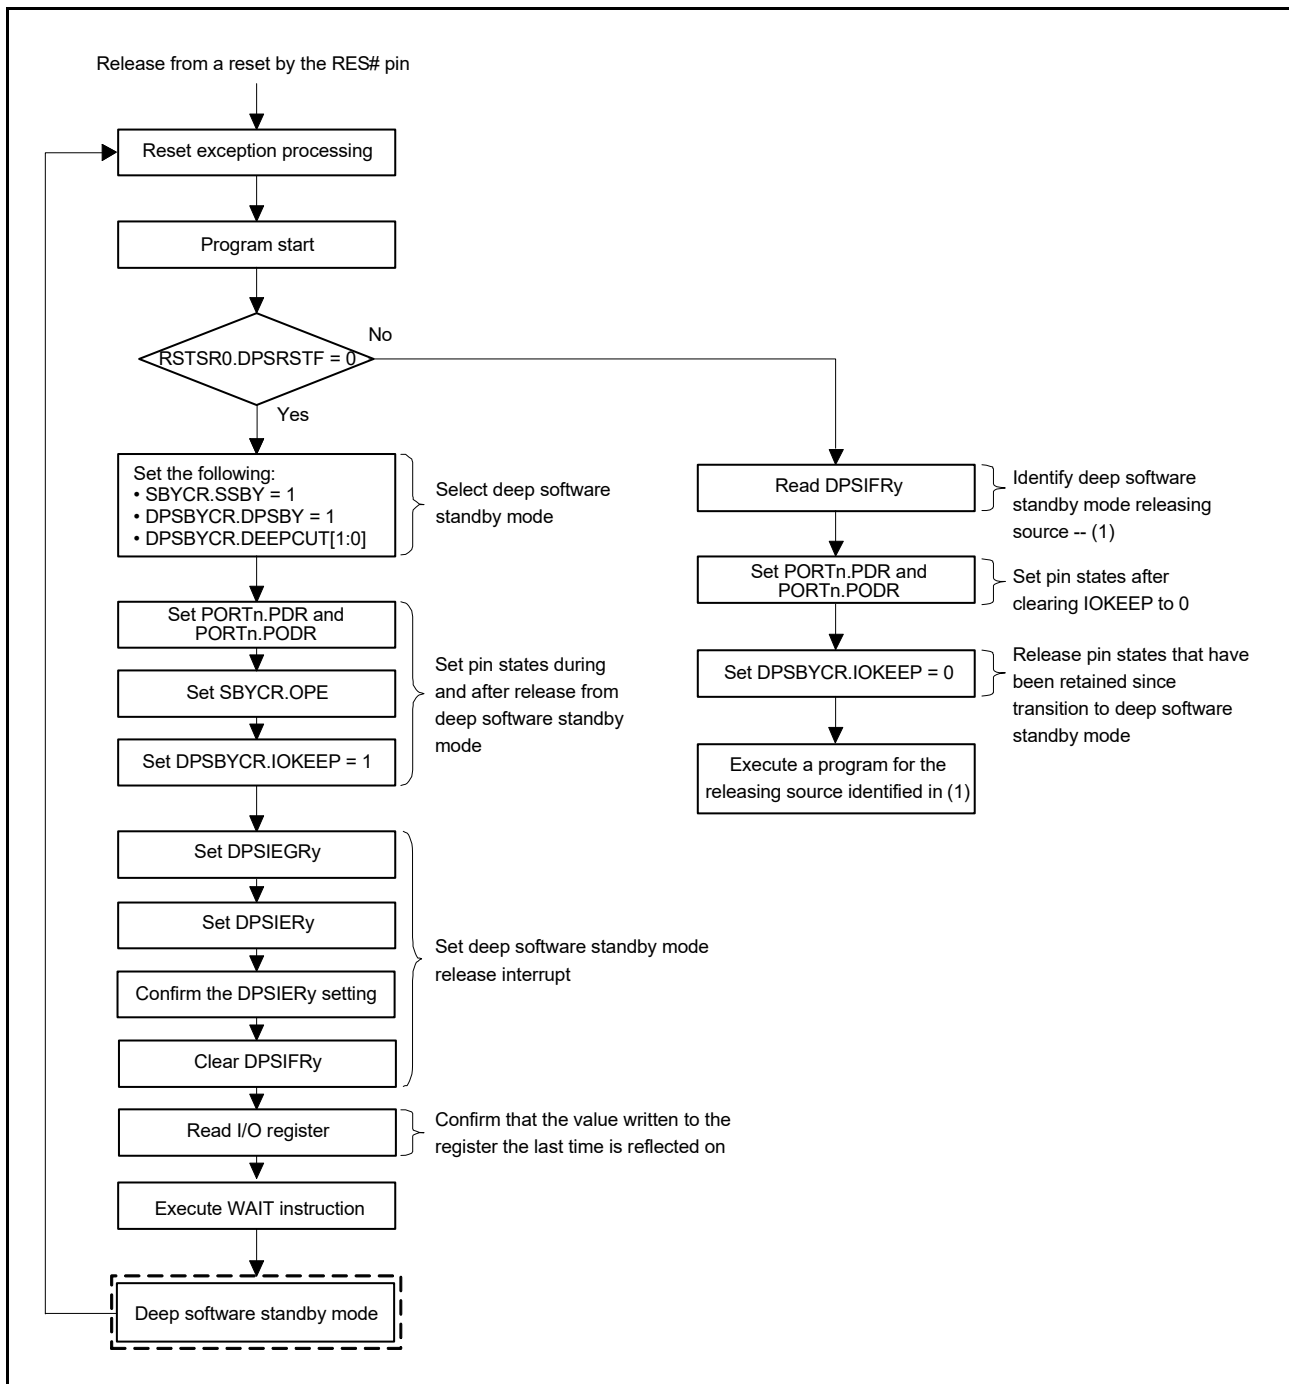 Release from a reset by the RES# pin
Reset exception processing
Program start
RSTSR0.DPSRSTF = 0
No
Yes
Set the following:
• SBYCR.SSBY = 1
• DPSBYCR.DPSBY = 1
• DPSBYCR.DEEPCUT[1:0]
Select deep software
standby mode
Set PORTn.PDR and
PORTn.PODR
Set SBYCR.OPE
Set DPSBYCR.IOKEEP = 1
Set pin states during
and after release from
deep software standby
mode
Set DPSIEGRy
Set DPSIERy
Confirm the DPSIERy setting
Clear DPSIFRy
Set deep software standby mode
release interrupt
Read I/O register
Confirm that the value written to the
register the last time is reflected on
Execute WAIT instruction
Deep software standby mode
Read DPSIFRy
Identify deep software
standby mode releasing
source -- (1)
Set PORTn.PDR and
PORTn.PODR
Set pin states after
clearing IOKEEP to 0
Set DPSBYCR.IOKEEP = 0
Release pin states that have
been retained since
transition to deep software
standby mode
Execute a program for the
releasing source identified in (1)